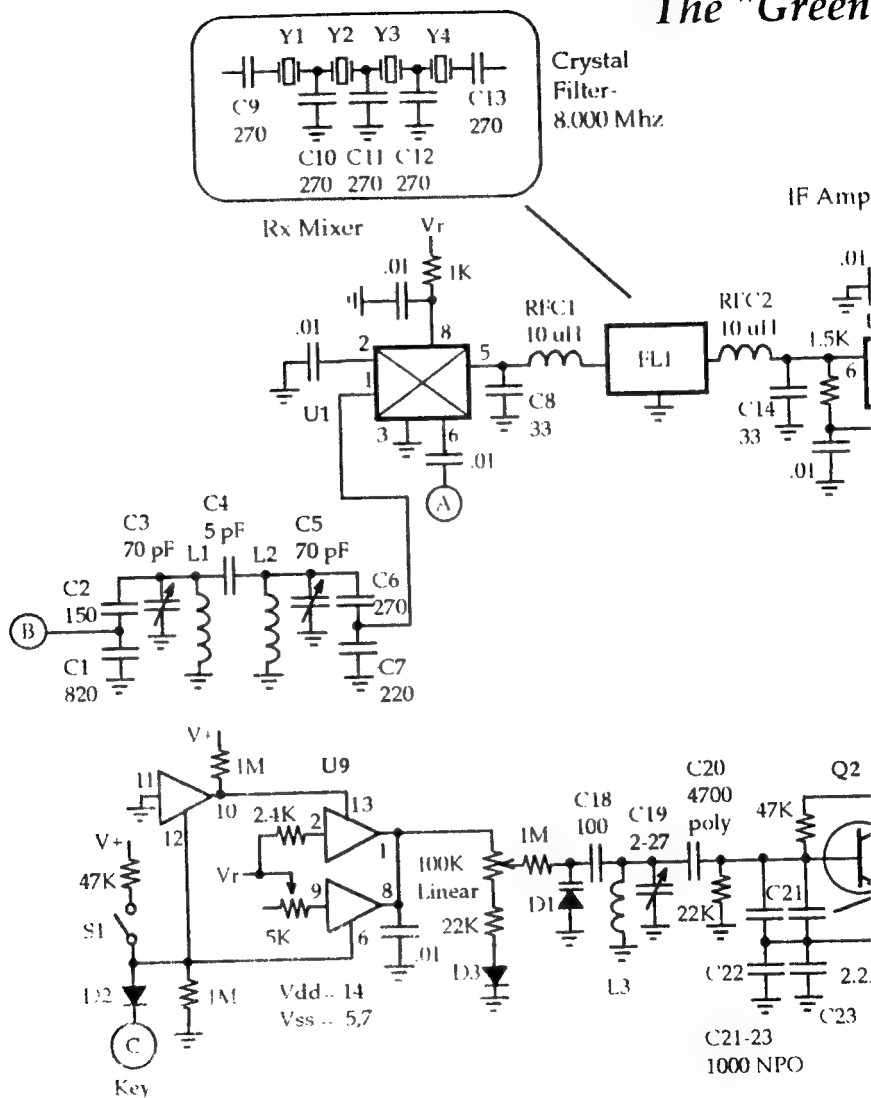 The "Green
Y1 Y2 Y3 Y4
Crystal
Filter-
8.000 Mhz
C9
270
C13
270
C10 C11 C12
270 270 270
IF Amp
Rx Mixer
Vr
.01
1K
.01
.01
RFC1
10 uH
RFC2
10 uH
8
2
1
5
FL1
1.5K
6
U1
3
6
C8
33
C14
33
.01
.01
A
C3
70 pF
C4
5 pF
C5
70 pF
L1
L2
C2
150
C6
270
B
C1
820
C7
220
V+
1M
U9
11
10
12
13
2.4K
2
1
V+
47K
Vr
9
8
5K
6
.01
S1
D2
1M
Vdd .. 14
Vss .. 5,7
C
Key
100K
Linear
22K
D3
1M
D1
C18
100
C19
2-27
L3
C20
4700
poly
22K
47K
Q2
C21
C22
2.2
C23
C21-23
1000 NPO